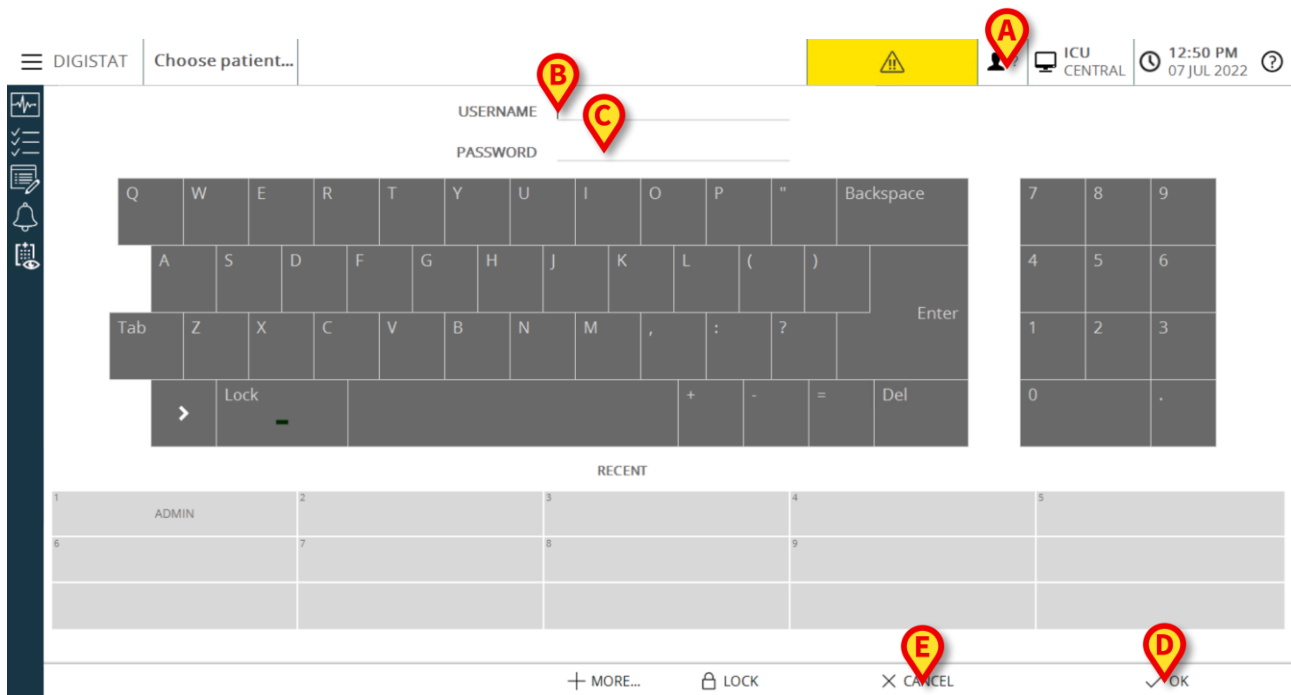 DIGISTAT Choose patient... A ? ICU CENTRAL 12:50 PM 07 JUL 2022 ?
B
USERNAME
C
PASSWORD
Q W E R T Y U I O P " Backspace 7 8 9
A S D F G H J K L ( ) Enter 4 5 6
Tab Z X C V B N M , : ? 1 2 3
> Lock + - = Del 0 .
RECENT
1 ADMIN 2 3 4 5
6 7 8 9
E D
MORE... LOCK CANCEL OK